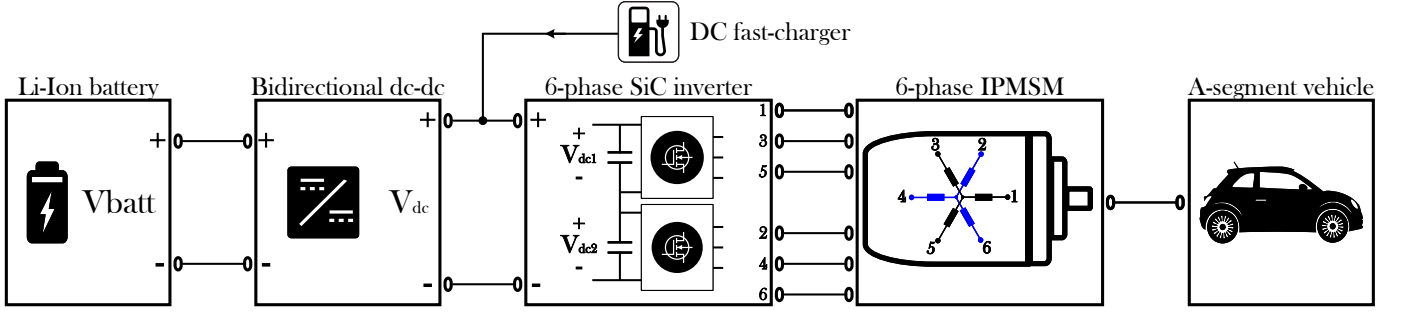 DC fast-charger
Li-Ion battery
Bidirectional dc-dc
6-phase SiC inverter
6-phase IPMSM
A-segment vehicle
+
-
Vbatt
+
-
+
-
Vdc
+
-
+
Vdc1
-
+
Vdc2
-
1
3
5
2
4
6
3
2
4
1
5
6